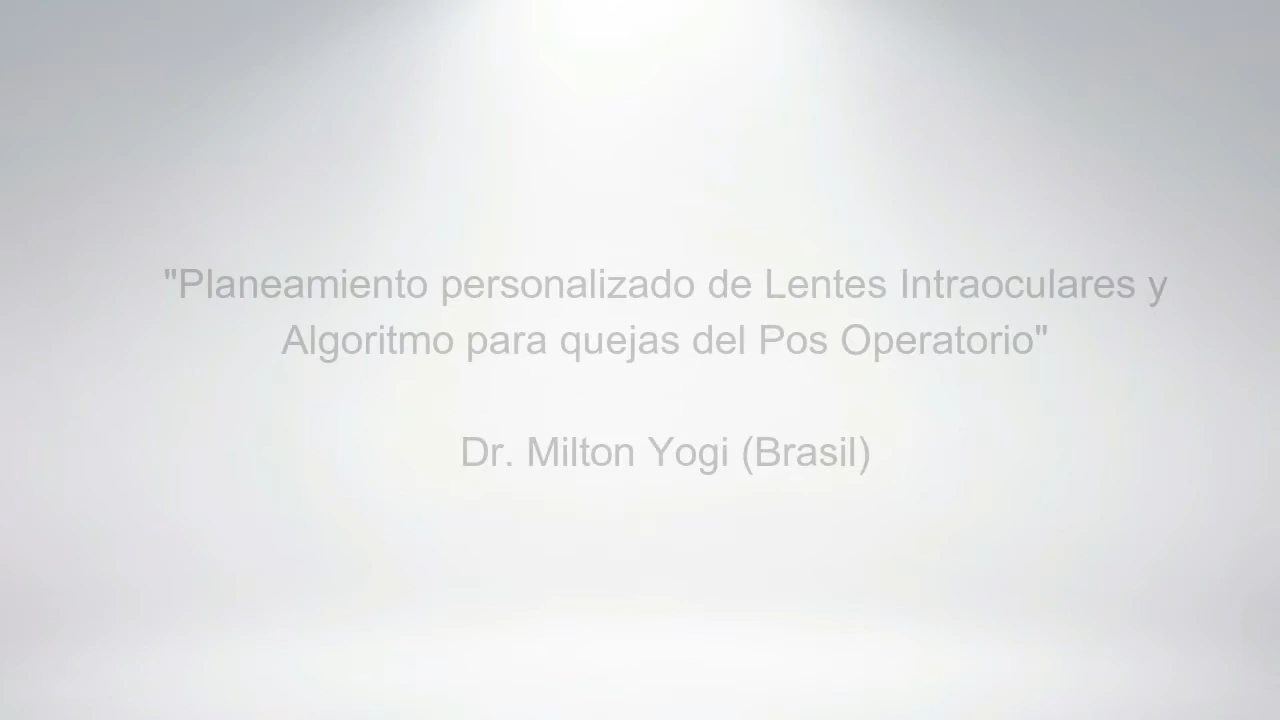 "Planeamiento personalizado de Lentes Intraoculares y
Algoritmo para quejas del Pos Operatorio"
Dr. Milton Yogi (Brasil)